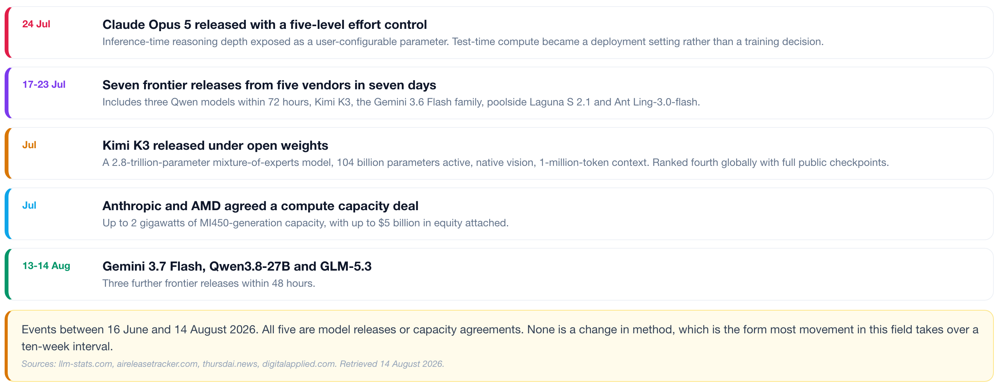 24 Jul
Claude Opus 5 released with a five-level effort control
Inference-time reasoning depth exposed as a user-configurable parameter. Test-time compute became a deployment setting rather than a training decision.
17-23 Jul
Seven frontier releases from five vendors in seven days
Includes three Qwen models within 72 hours, Kimi K3, the Gemini 3.6 Flash family, poolside Laguna S 2.1 and Ant Ling-3.0-flash.
Jul
Kimi K3 released under open weights
A 2.8-trillion-parameter mixture-of-experts model, 104 billion parameters active, native vision, 1-million-token context. Ranked fourth globally with full public checkpoints.
Jul
Anthropic and AMD agreed a compute capacity deal
Up to 2 gigawatts of MI450-generation capacity, with up to $5 billion in equity attached.
13-14 Aug
Gemini 3.7 Flash, Qwen3.8-27B and GLM-5.3
Three further frontier releases within 48 hours.
Events between 16 June and 14 August 2026. All five are model releases or capacity agreements. None is a change in method, which is the form most movement in this field takes over a
ten-week interval.
Sources: llm-stats.com, aireleasetracker.com, thursdai.news, digitalapplied.com. Retrieved 14 August 2026.